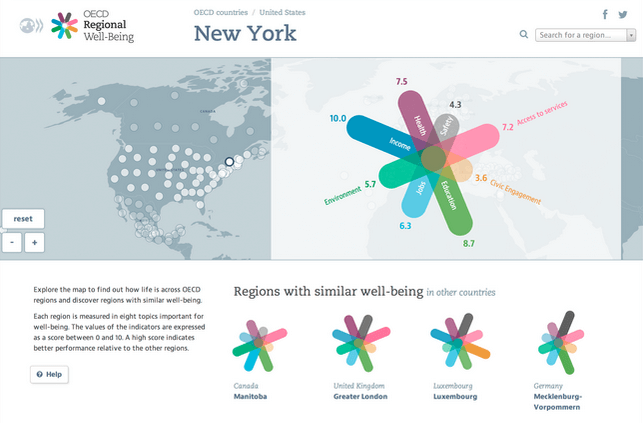 OECD
Regional
Well-Being
OECD countries / United States
New York
Search for a region...
CANADA
reset
- +
7.5
Health
4.3
Safety
10.0
Income
7.2 Access to services
Environment 5.7
3.6 Civic Engagement
Jobs
6.3
Education
8.7
Explore the map to find out how life is across OECD
regions and discover regions with similar well-being.
Each region is measured in eight topics important for
well-being. The values of the indicators are expressed
as a score between 0 and 10. A high score indicates
better performance relative to the other regions.
Help
Regions with similar well-being in other countries
Canada
Manitoba
United Kingdom
Greater London
Luxembourg
Luxembourg
Germany
Mecklenburg-
Vorpommern